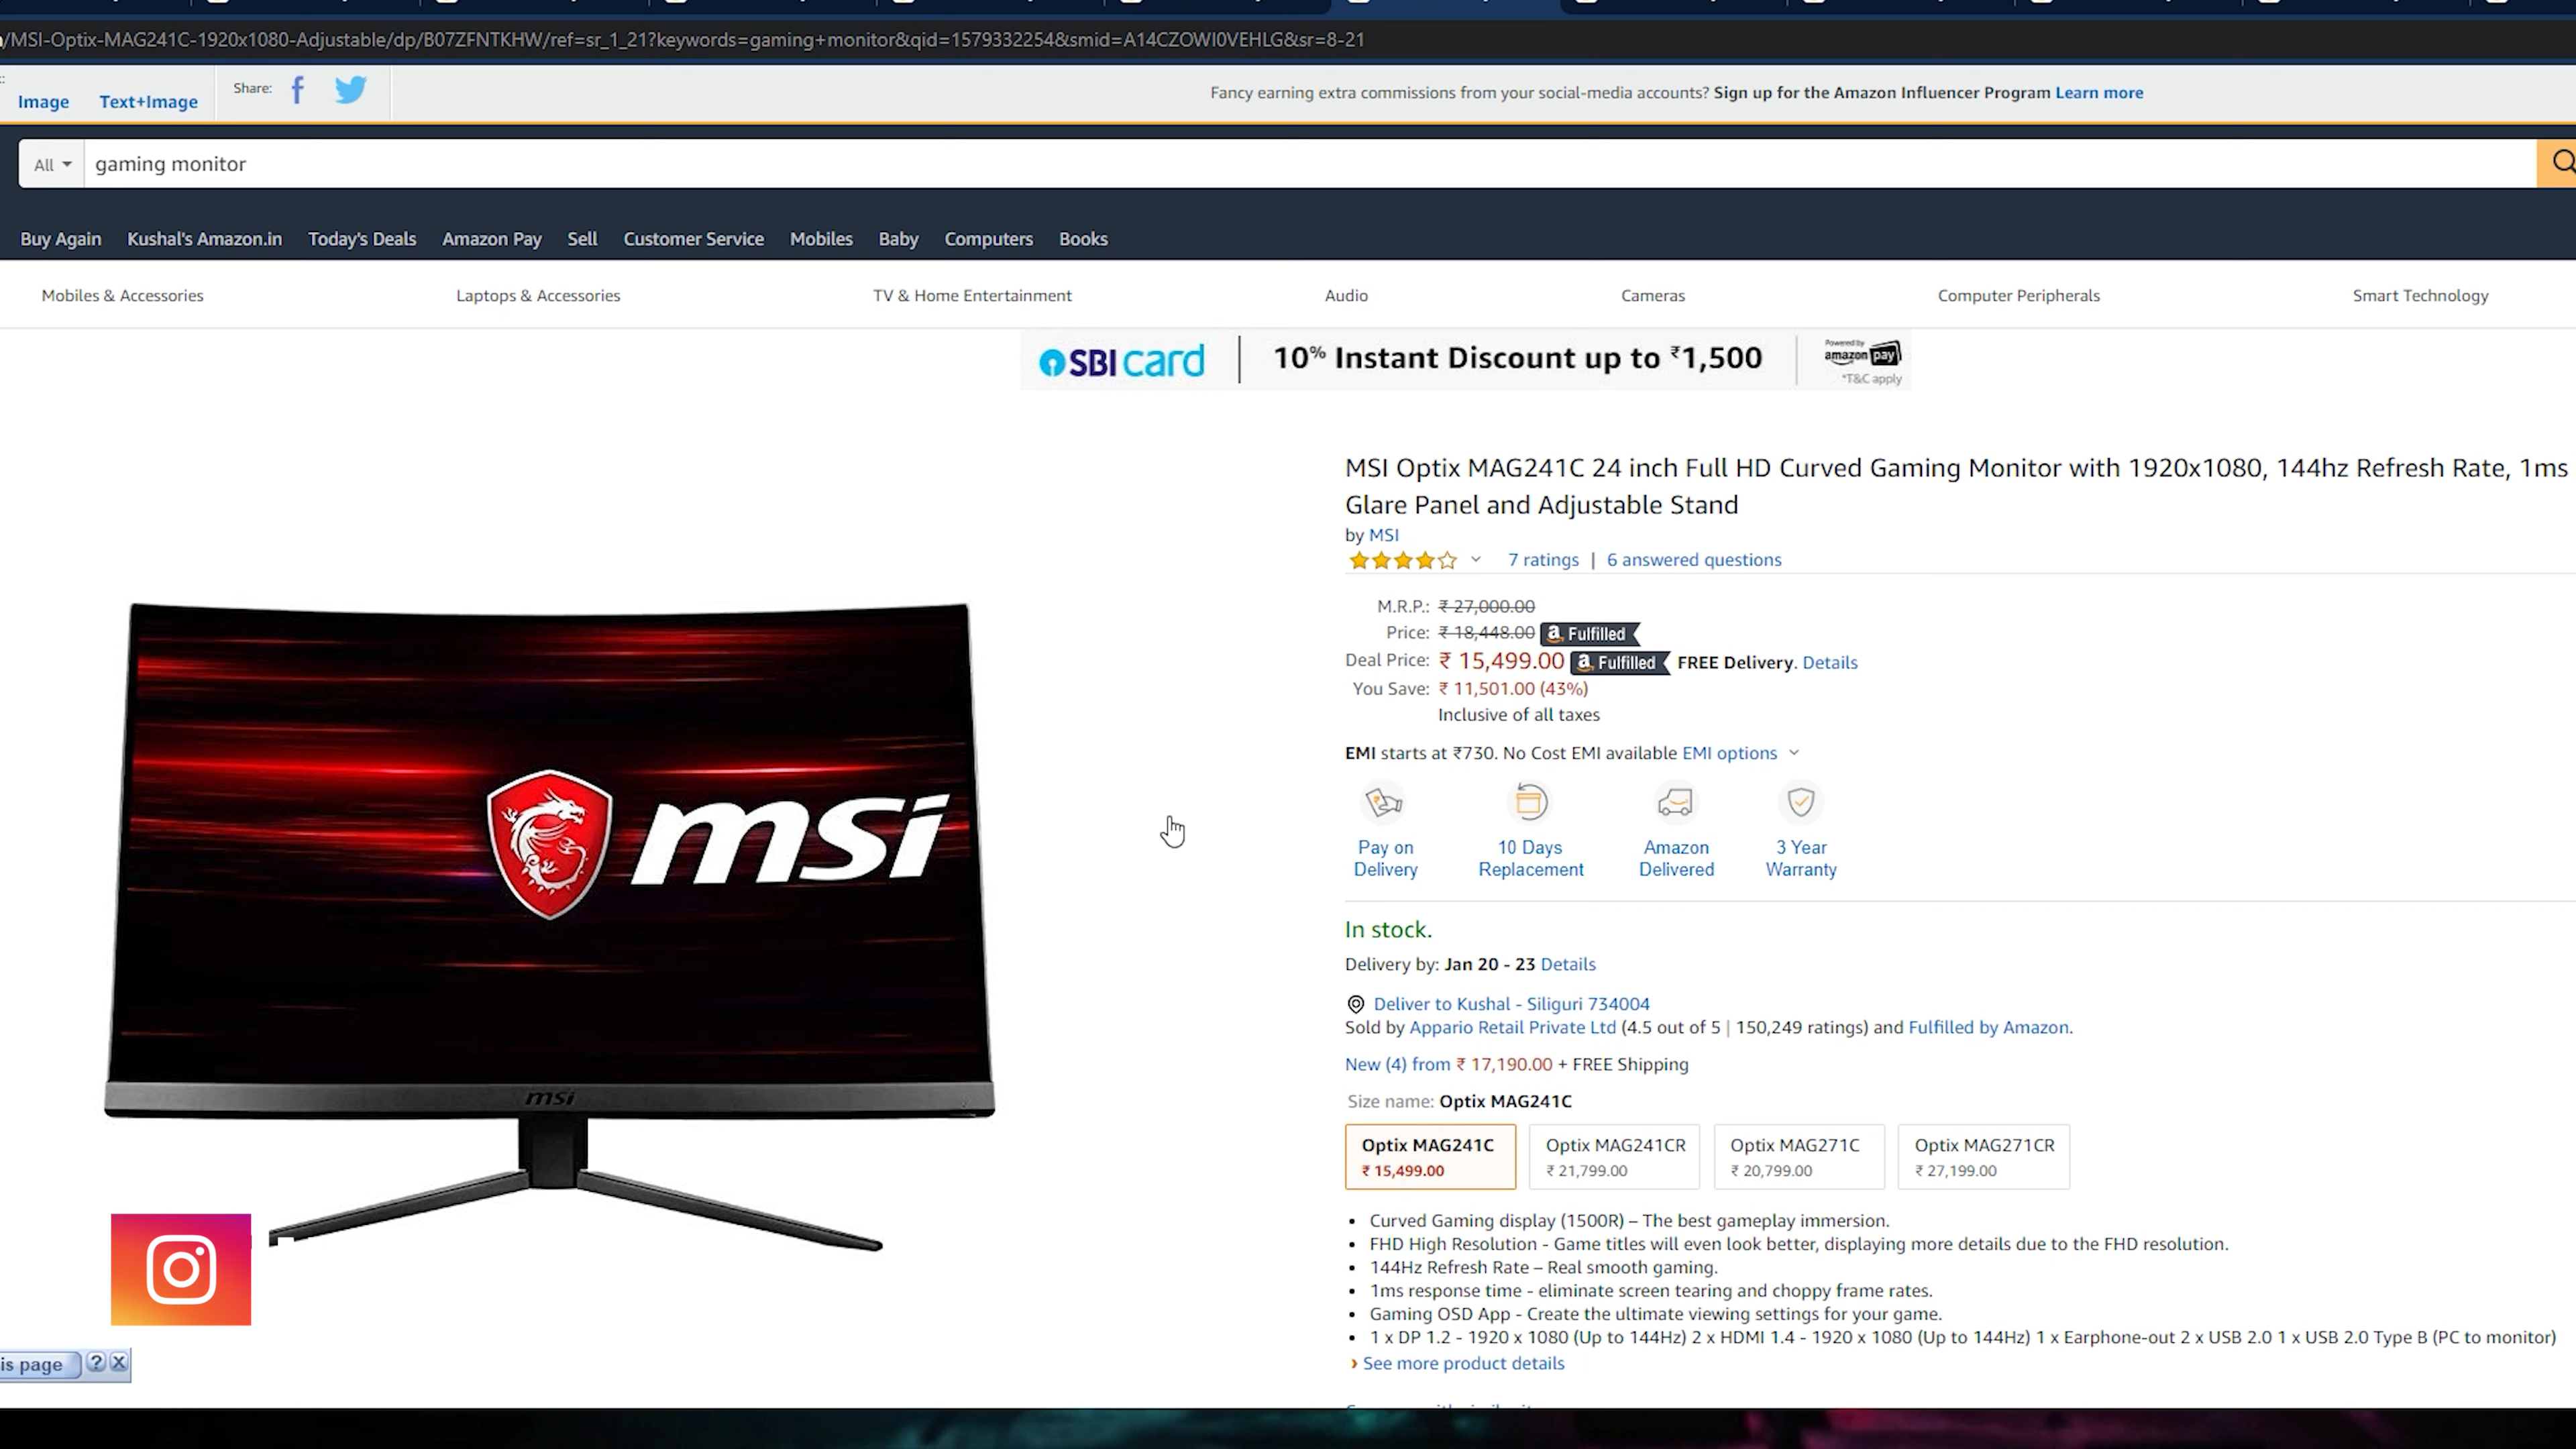 /MSI-Optix-MAG241C-1920x1080-Adjustable/dp/B07ZFNTKHW/ref=sr_1_21?keywords=gaming+monitor&qid=1579332254&smid=A14CZOWI0VEHLG&sr=8-21
Image Text+Image Share: Fancy earning extra commissions from your social-media accounts? Sign up for the Amazon Influencer Program Learn more
All gaming monitor
Buy Again Kushal's Amazon.in Today's Deals Amazon Pay Sell Customer Service Mobiles Baby Computers Books
Mobiles & Accessories Laptops & Accessories TV & Home Entertainment Audio Cameras Computer Peripherals Smart Technology
SBI card 10% Instant Discount up to ₹1,500 Powered by amazon pay *T&C apply
MSI Optix MAG241C 24 inch Full HD Curved Gaming Monitor with 1920x1080, 144hz Refresh Rate, 1ms
Glare Panel and Adjustable Stand
by MSI
7 ratings | 6 answered questions
M.R.P.: ₹ 27,000.00
Price: ₹ 18,448.00 a Fulfilled
Deal Price: ₹ 15,499.00 a Fulfilled FREE Delivery. Details
You Save: ₹ 11,501.00 (43%)
Inclusive of all taxes
EMI starts at ₹730. No Cost EMI available EMI options
Pay on Delivery
10 Days Replacement
Amazon Delivered
3 Year Warranty
msi
msi
In stock.
Delivery by: Jan 20 - 23 Details
Deliver to Kushal - Siliguri 734004
Sold by Appario Retail Private Ltd (4.5 out of 5 | 150,249 ratings) and Fulfilled by Amazon.
New (4) from ₹ 17,190.00 + FREE Shipping
Size name: Optix MAG241C
Optix MAG241C Optix MAG241CR Optix MAG271C Optix MAG271CR
₹ 15,499.00 ₹ 21,799.00 ₹ 20,799.00 ₹ 27,199.00
• Curved Gaming display (1500R) – The best gameplay immersion.
• FHD High Resolution - Game titles will even look better, displaying more details due to the FHD resolution.
• 144Hz Refresh Rate – Real smooth gaming.
• 1ms response time - eliminate screen tearing and choppy frame rates.
• Gaming OSD App - Create the ultimate viewing settings for your game.
• 1 x DP 1.2 - 1920 x 1080 (Up to 144Hz) 2 x HDMI 1.4 - 1920 x 1080 (Up to 144Hz) 1 x Earphone-out 2 x USB 2.0 1 x USB 2.0 Type B (PC to monitor)
› See more product details
is page ? X